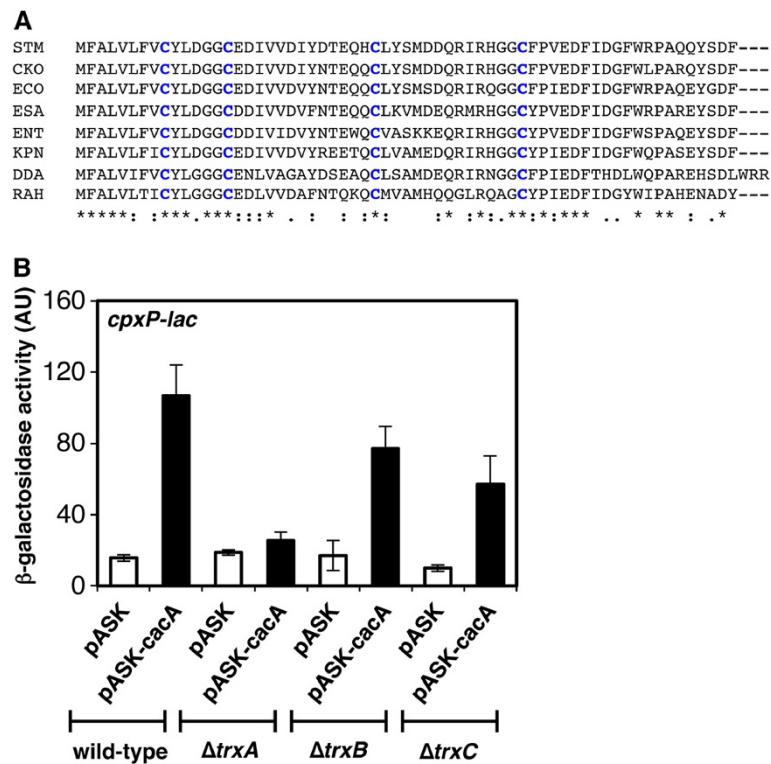 A
STM MFALVLFVCYLDGGCEDIVVDIYDTEQHCLYSMDDQRIRHGGCFPVEDFIDGFWRPAQQYSDF---
CKO MFALVLFVCYLDGGCEDIVVDIYNTEQQCLYSMDDQRIRHGGCFPVEDFIDGFWLPARQYSDF---
ECO MFALVLFVCYLDGGCEDIVVDVYNTEQQCLYSMSDQRIRQGGCFPIEDFIDGFWRPAQEYGDF---
ESA MFALVLFVCYLGGGCEDIVVDVFNTEQQCLKVMDEQRMRHGGCYPVEDFIDGFWRPAREYSDF---
ENT MFALVLFVCYLGGGCDDIVIDVYNTEWQCVASKKEQRIRHGGCYPIEDFIDGFWSPAQEYSDF---
KPN MFALVLFICYLDGGCEDIVVDVYREETQCLVAMEDQRIRHGGCYPIEDFIDGFWQPASEYSDF---
DDA MFALVIFVCYLGGGCENLVAGAYDSEAQCLSAMDEQRIRNGGCFPIEDFTHDLWQPAREHSDLWRR
RAH MFALVLTICYLGGGCEDLVVDAFNTQKQCMVAMHQQGLRQAGCYPIEDFIDGYWIPAHENADY---
*****: :***.***:::* . : : :*: :* : **:*:*** .. * ** : .*
B
160
120
80
40
0
β-galactosidase activity (AU)
cpxP-lac
pASK
pASK-cacA
pASK
pASK-cacA
pASK
pASK-cacA
pASK
pASK-cacA
wild-type ΔtrxA ΔtrxB ΔtrxC